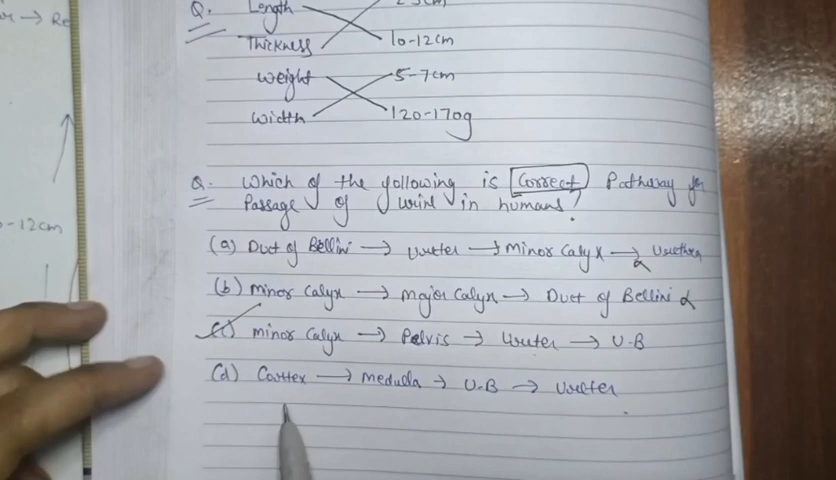 Q. Length
Thickness 10-12cm
Weight 5-7cm
Width 120-170g
Q. Which of the following is Correct Pathway for
Passage of urine in humans?
(a) Duct of Bellini → Ureter → Minor Calyx → Urethra
(b) Minor Calyx → Major Calyx → Duct of Bellini
(c) Minor Calyx → Pelvis → Ureter → U.B
(d) Cortex → Medulla → U.B → Ureter
-12cm